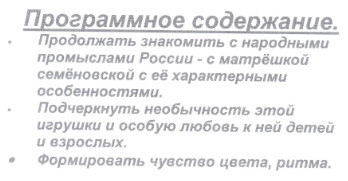 Программное содержание.
• Продолжать знакомить с народными
промыслами России - с матрёшкой
семёновской с её характерными
особенностями.
• Подчеркнуть необычность этой
игрушки и особую любовь к ней детей
и взрослых.
• Формировать чувство цвета, ритма.